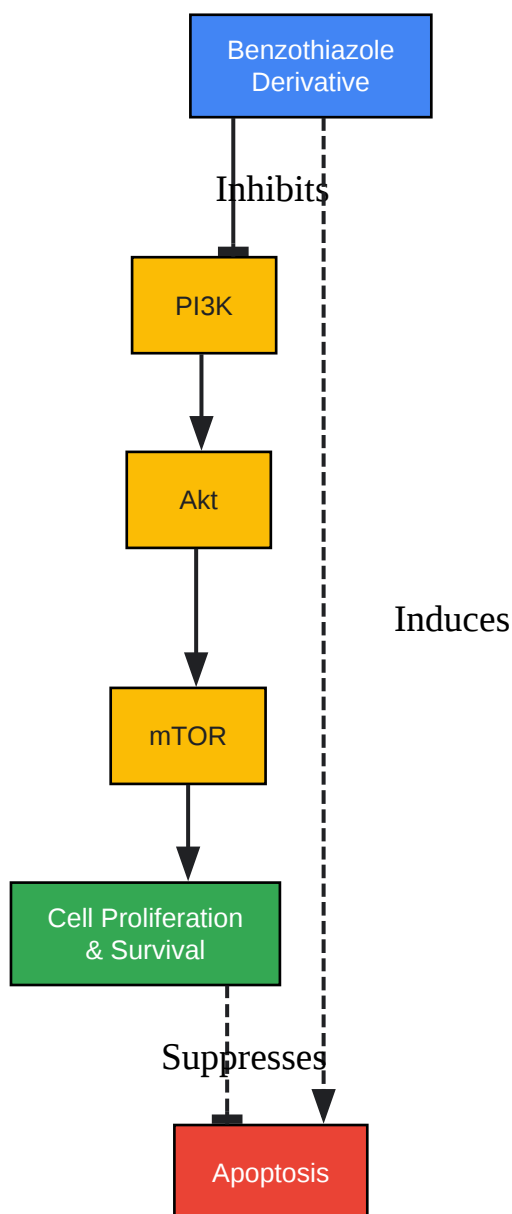 Benzothiazole
Derivative
Inhibits
PI3K
Akt
Induces
mTOR
Cell Proliferation
& Survival
Suppresses
Apoptosis